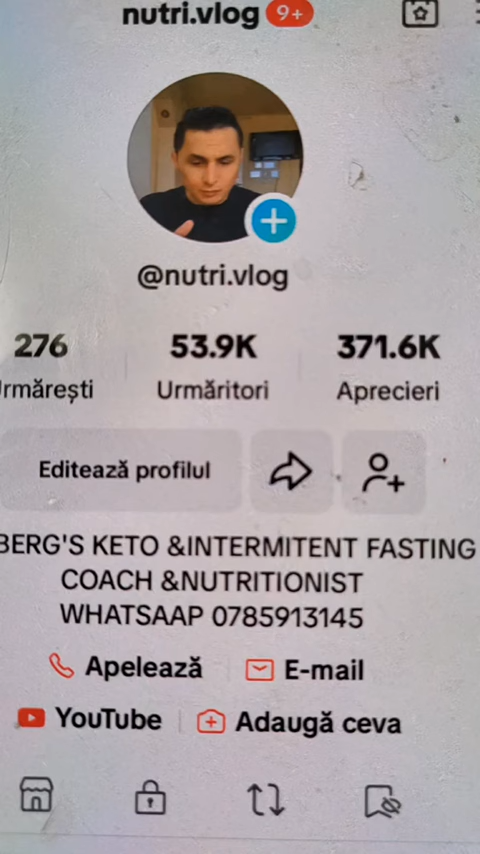 nutri.vlog 9+
@nutri.vlog
276 53.9K 371.6K
rmărești Următori Aprecieri
Editează profilul
BERG'S KETO &INTERMITENT FASTING
COACH &NUTRITIONIST
WHATSAAP 0785913145
Apelează E-mail
YouTube Adaugă ceva